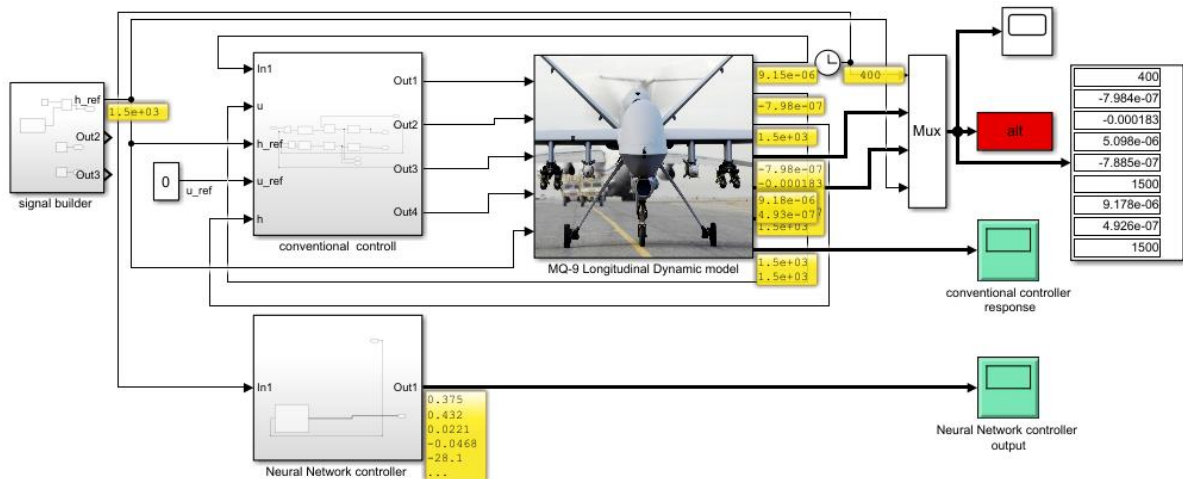 h_ref
1.5e+03
Out2
Out3
signal builder
0
u_ref
In1
u
h_ref
u_ref
h
Out1
Out2
Out3
Out4
conventional controll
MQ-9 Longitudinal Dynamic model
9.15e-06
-7.98e-07
1.5e+03
-7.98e-07
-0.000183
9.18e-06
4.93e-07
1.5e+03
1.5e+03
1.5e+03
400
Mux
alt
400
-7.984e-07
-0.000183
5.098e-06
-7.885e-07
1500
9.178e-06
4.926e-07
1500
conventional controller
response
In1
Out1
Neural Network controller
0.375
0.432
0.0221
-0.0468
-28.1
...
Neural Network controller
output